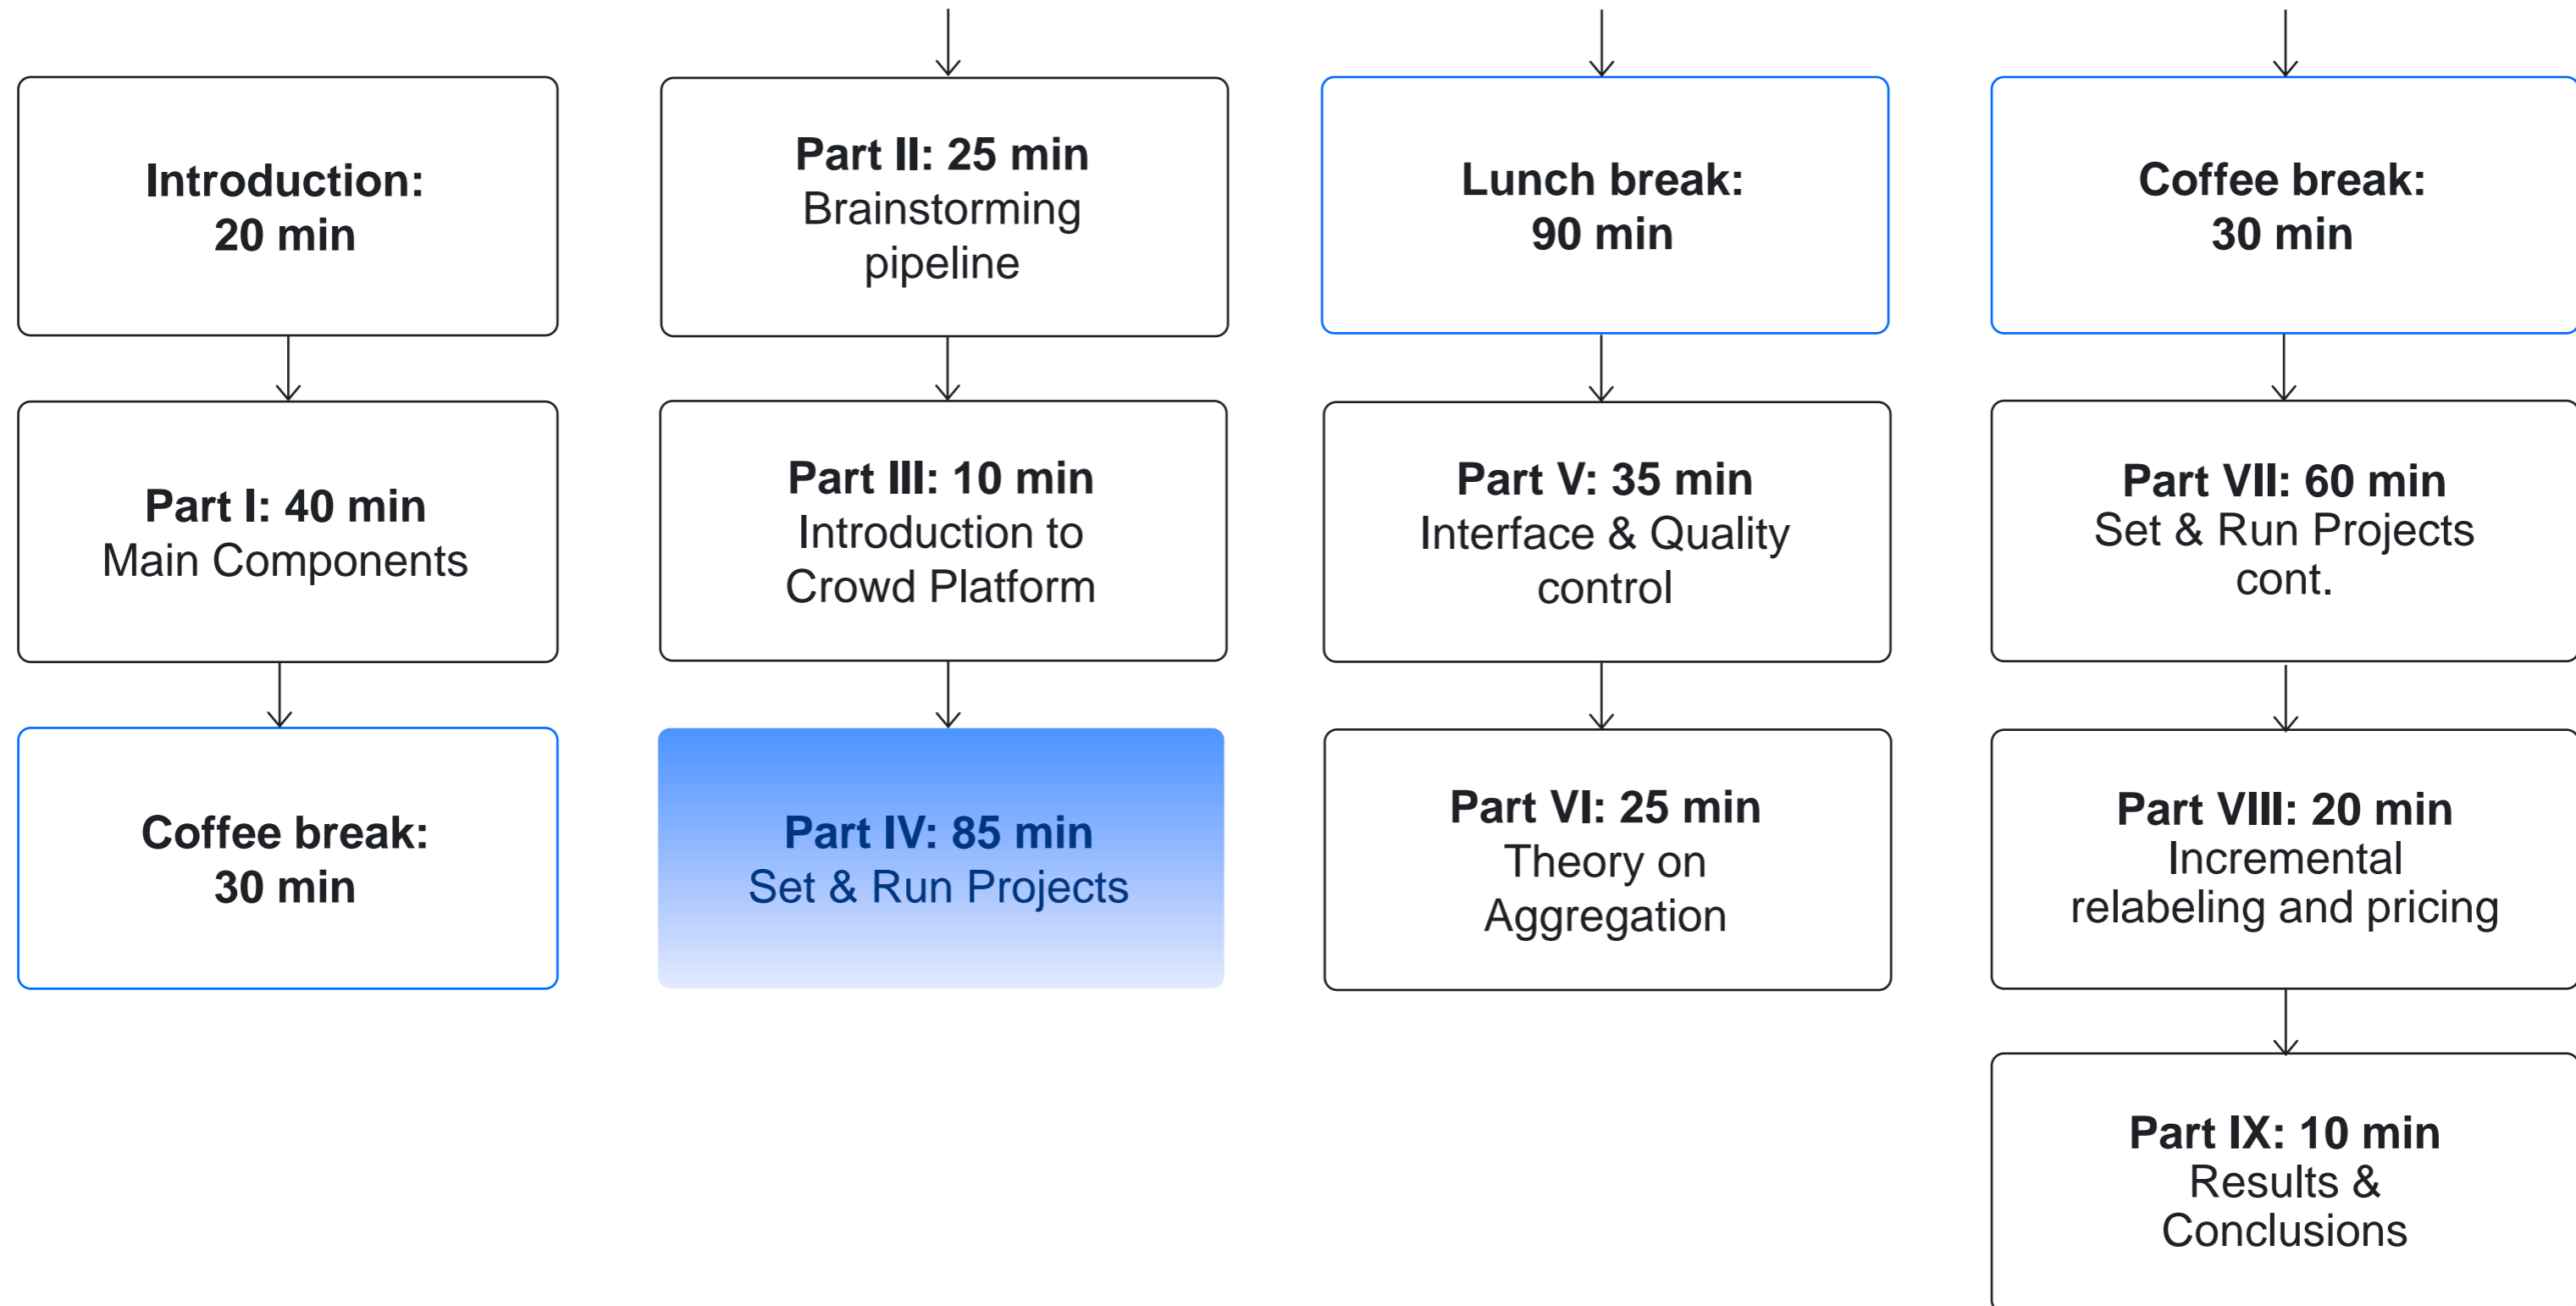 Introduction:
20 min
Part I: 40 min
Main Components
Coffee break:
30 min
Part II: 25 min
Brainstorming
pipeline
Part III: 10 min
Introduction to
Crowd Platform
Part IV: 85 min
Set & Run Projects
Lunch break:
90 min
Part V: 35 min
Interface & Quality
control
Part VI: 25 min
Theory on
Aggregation
Coffee break:
30 min
Part VII: 60 min
Set & Run Projects
cont.
Part VIII: 20 min
Incremental
relabeling and pricing
Part IX: 10 min
Results &
Conclusions